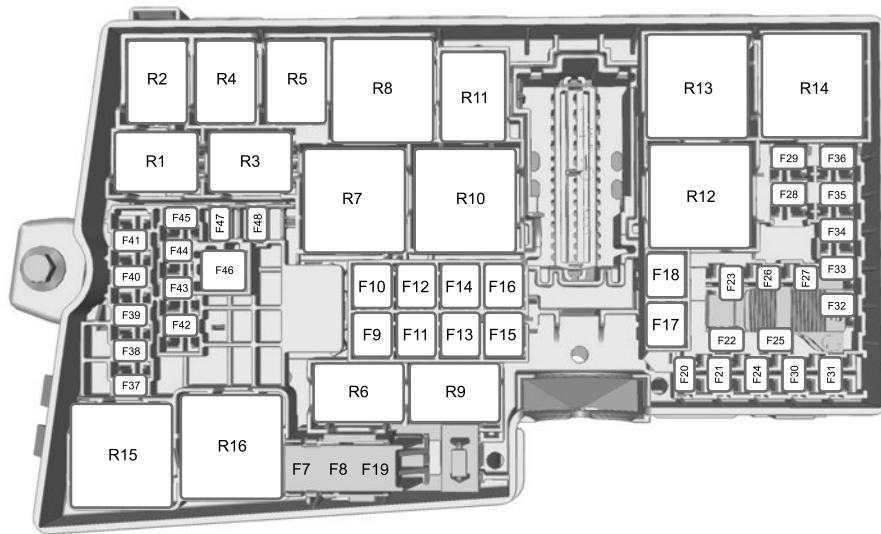 R2 R4 R5 R8 R11 R13 R14
R1 R3 R7 R10 R12 F29 F36
F28 F35
F45 F47 F48 F34
F41 F44 F46 F18 F23 F26 F27 F33
F40 F43 F10 F12 F14 F16 F32
F39 F42 F9 F11 F13 F15 F17 F22 F25
F38 F20 F21 F24 F30 F31
F37 R6 R9
R15 R16 F7 F8 F19